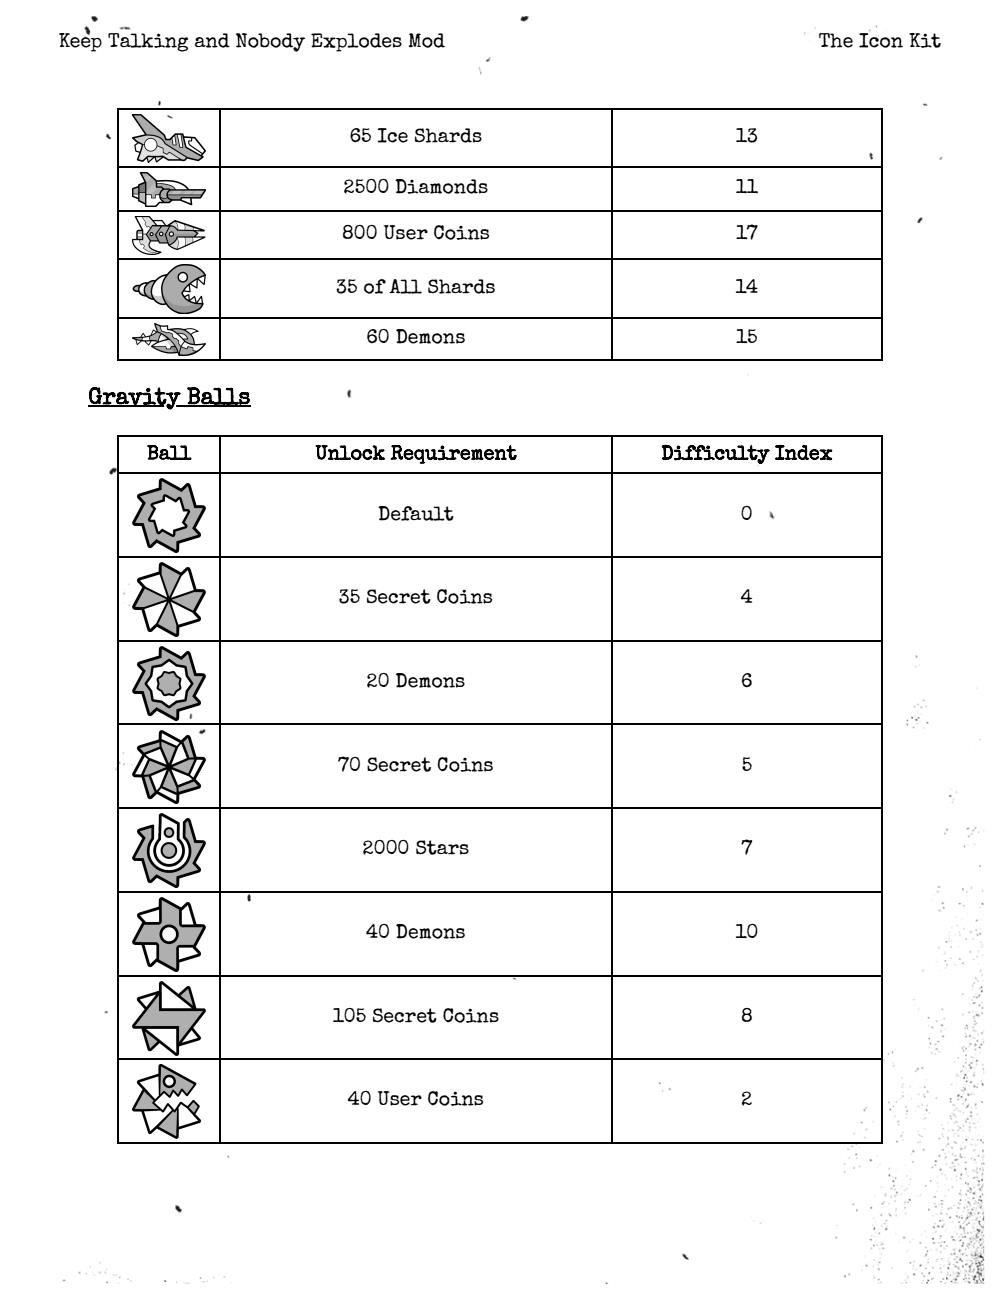 Keep Talking and Nobody Explodes Mod The Icon Kit
65 Ice Shards 13
2500 Diamonds 11
800 User Coins 17
35 of All Shards 14
60 Demons 15
Gravity Balls
Ball Unlock Requirement Difficulty Index
Default 0
35 Secret Coins 4
20 Demons 6
70 Secret Coins 5
2000 Stars 7
40 Demons 10
105 Secret Coins 8
40 User Coins 2